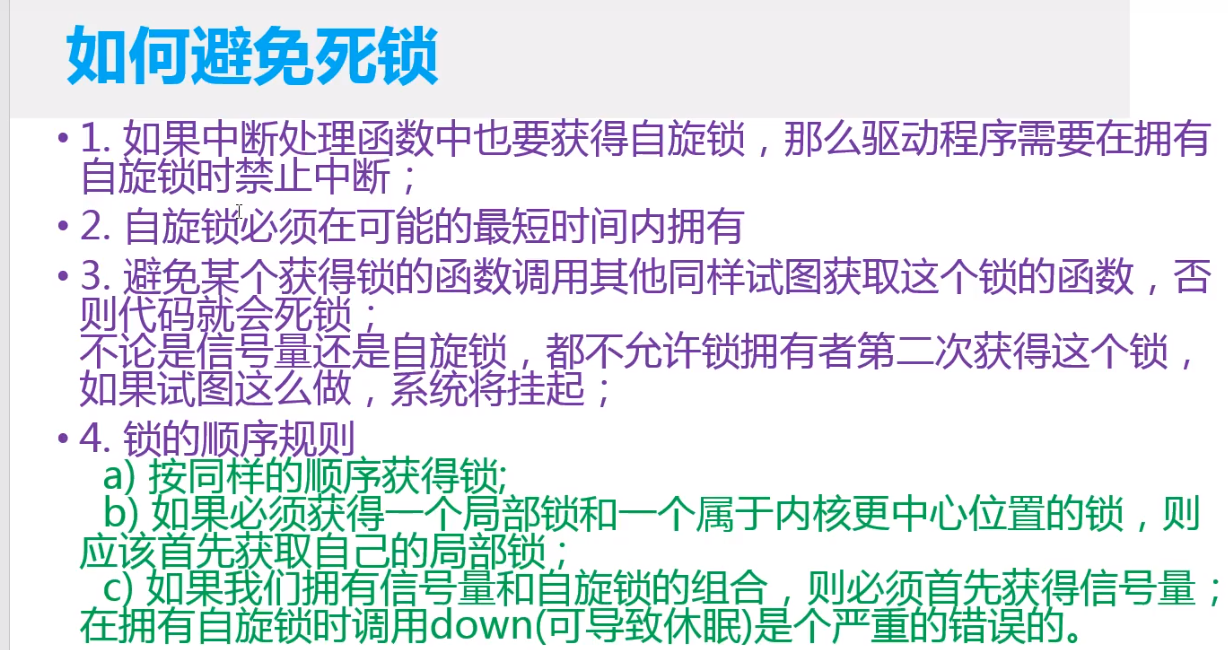 如何避免死锁
• 1. 如果中断处理函数中也要获得自旋锁，那么驱动程序需要在拥有
自旋锁时禁止中断；
• 2. 自旋锁必须在可能的最短时间内拥有
• 3. 避免某个获得锁的函数调用其他同样试图获取这个锁的函数，否
则代码就会死锁；
不论是信号量还是自旋锁，都不允许锁拥有者第二次获得这个锁，
如果试图这么做，系统将挂起；
• 4. 锁的顺序规则
a) 按同样的顺序获得锁;
b) 如果必须获得一个局部锁和一个属于内核更中心位置的锁，则
应该首先获取自己的局部锁；
c) 如果我们拥有信号量和自旋锁的组合，则必须首先获得信号量；
在拥有自旋锁时调用down(可导致休眠)是个严重的错误的。